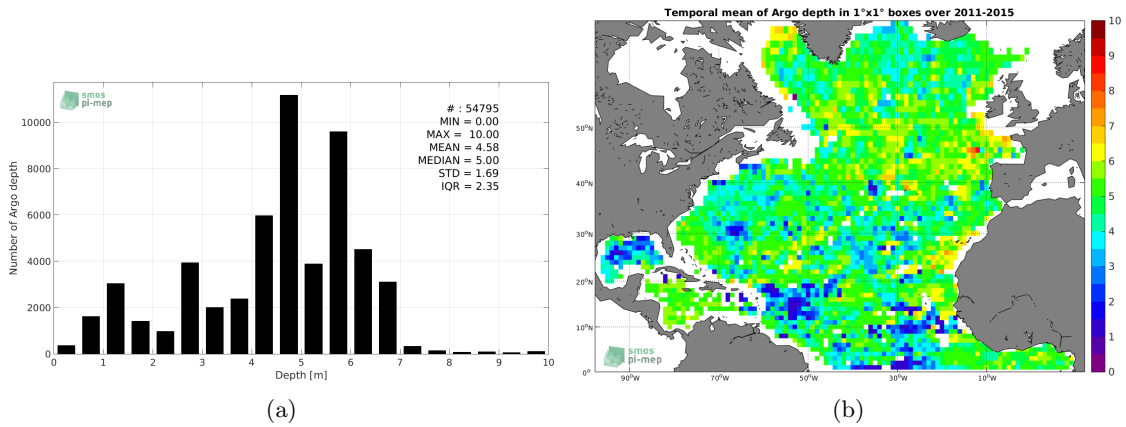 smos
pi-mep
# : 54795
MIN = 0.00
MAX = 10.00
MEAN = 4.58
MEDIAN = 5.00
STD = 1.69
IQR = 2.35
Number of Argo depth
10000
8000
6000
4000
2000
0
0 1 2 3 4 5 6 7 8 9 10
Depth [m]
(a)
Temporal mean of Argo depth in 1°x1° boxes over 2011-2015
50°N
40°N
30°N
20°N
10°N
0°
90°W 70°W 50°W 30°W 10°W
smos
pi-mep
10
9
8
7
6
5
4
3
2
1
0
(b)